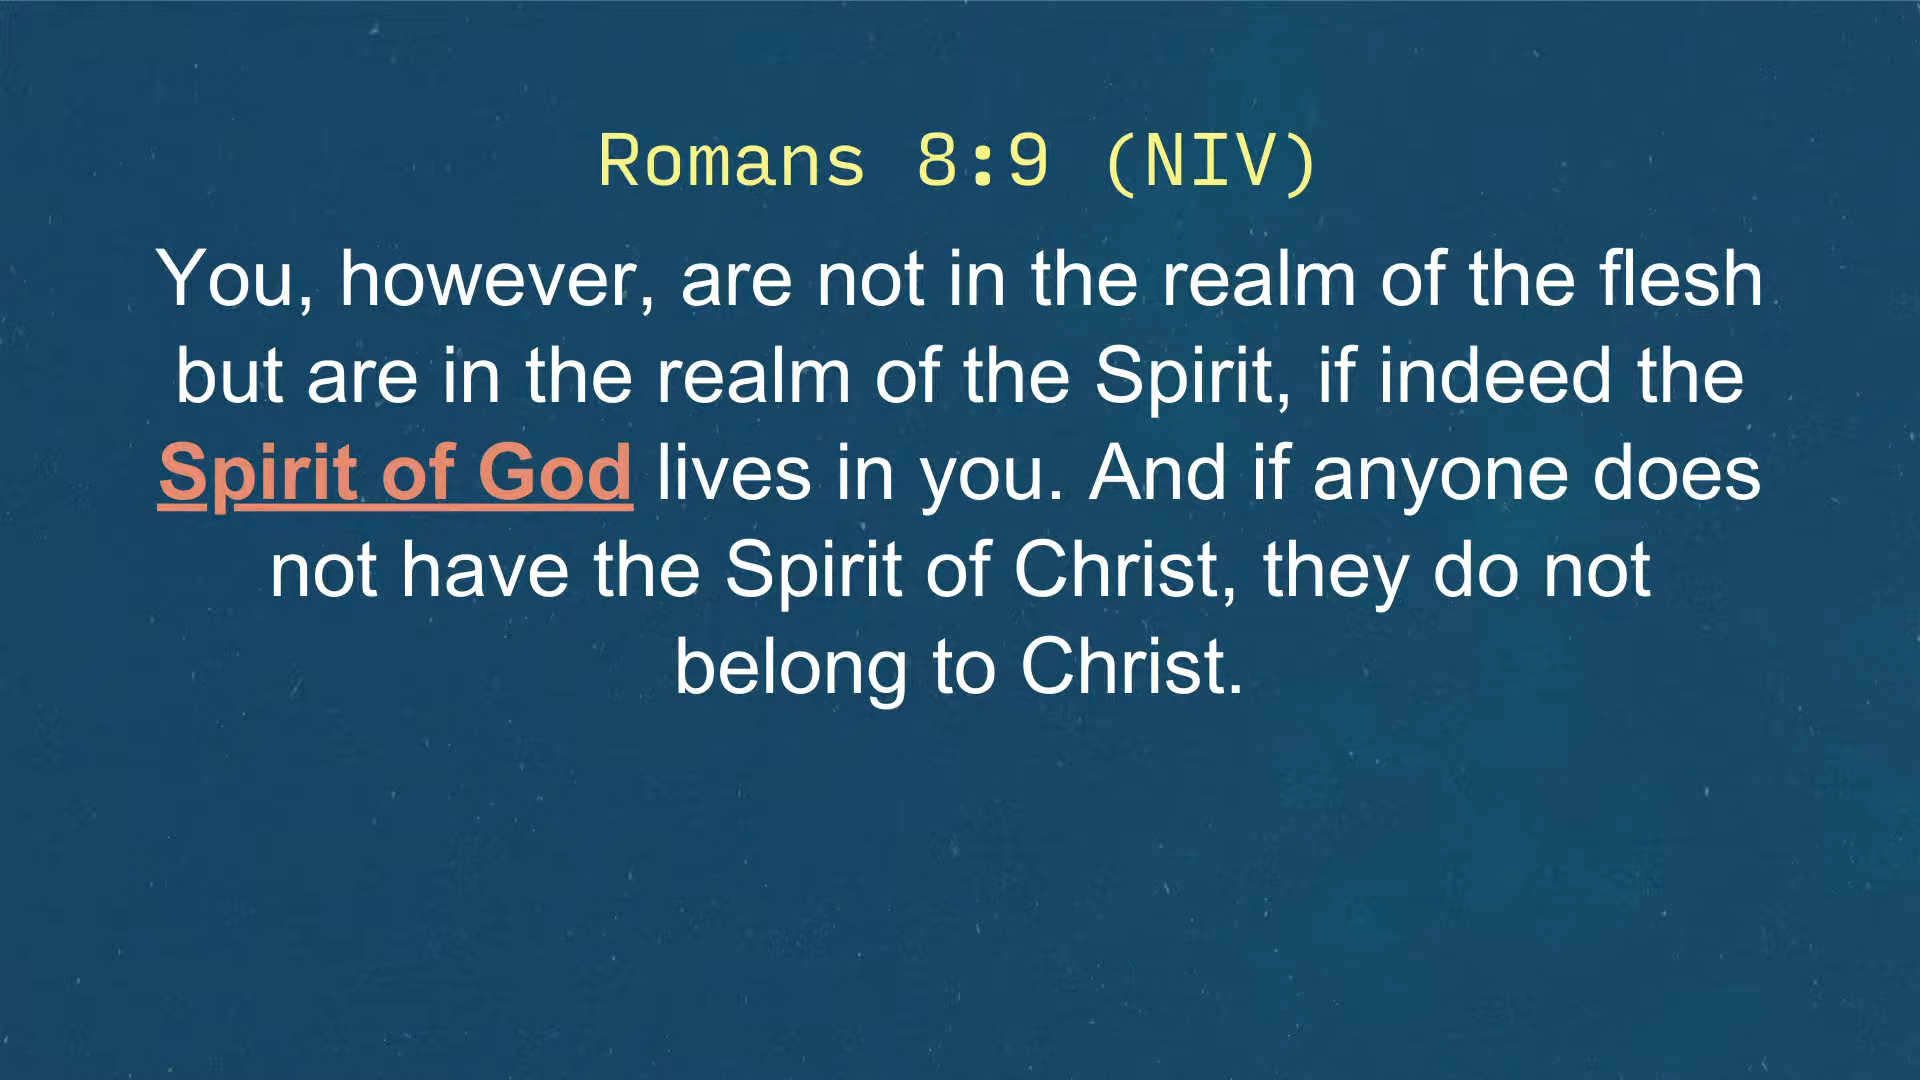 Romans 8:9 (NIV)
You, however, are not in the realm of the flesh
but are in the realm of the Spirit, if indeed the
Spirit of God lives in you. And if anyone does
not have the Spirit of Christ, they do not
belong to Christ.